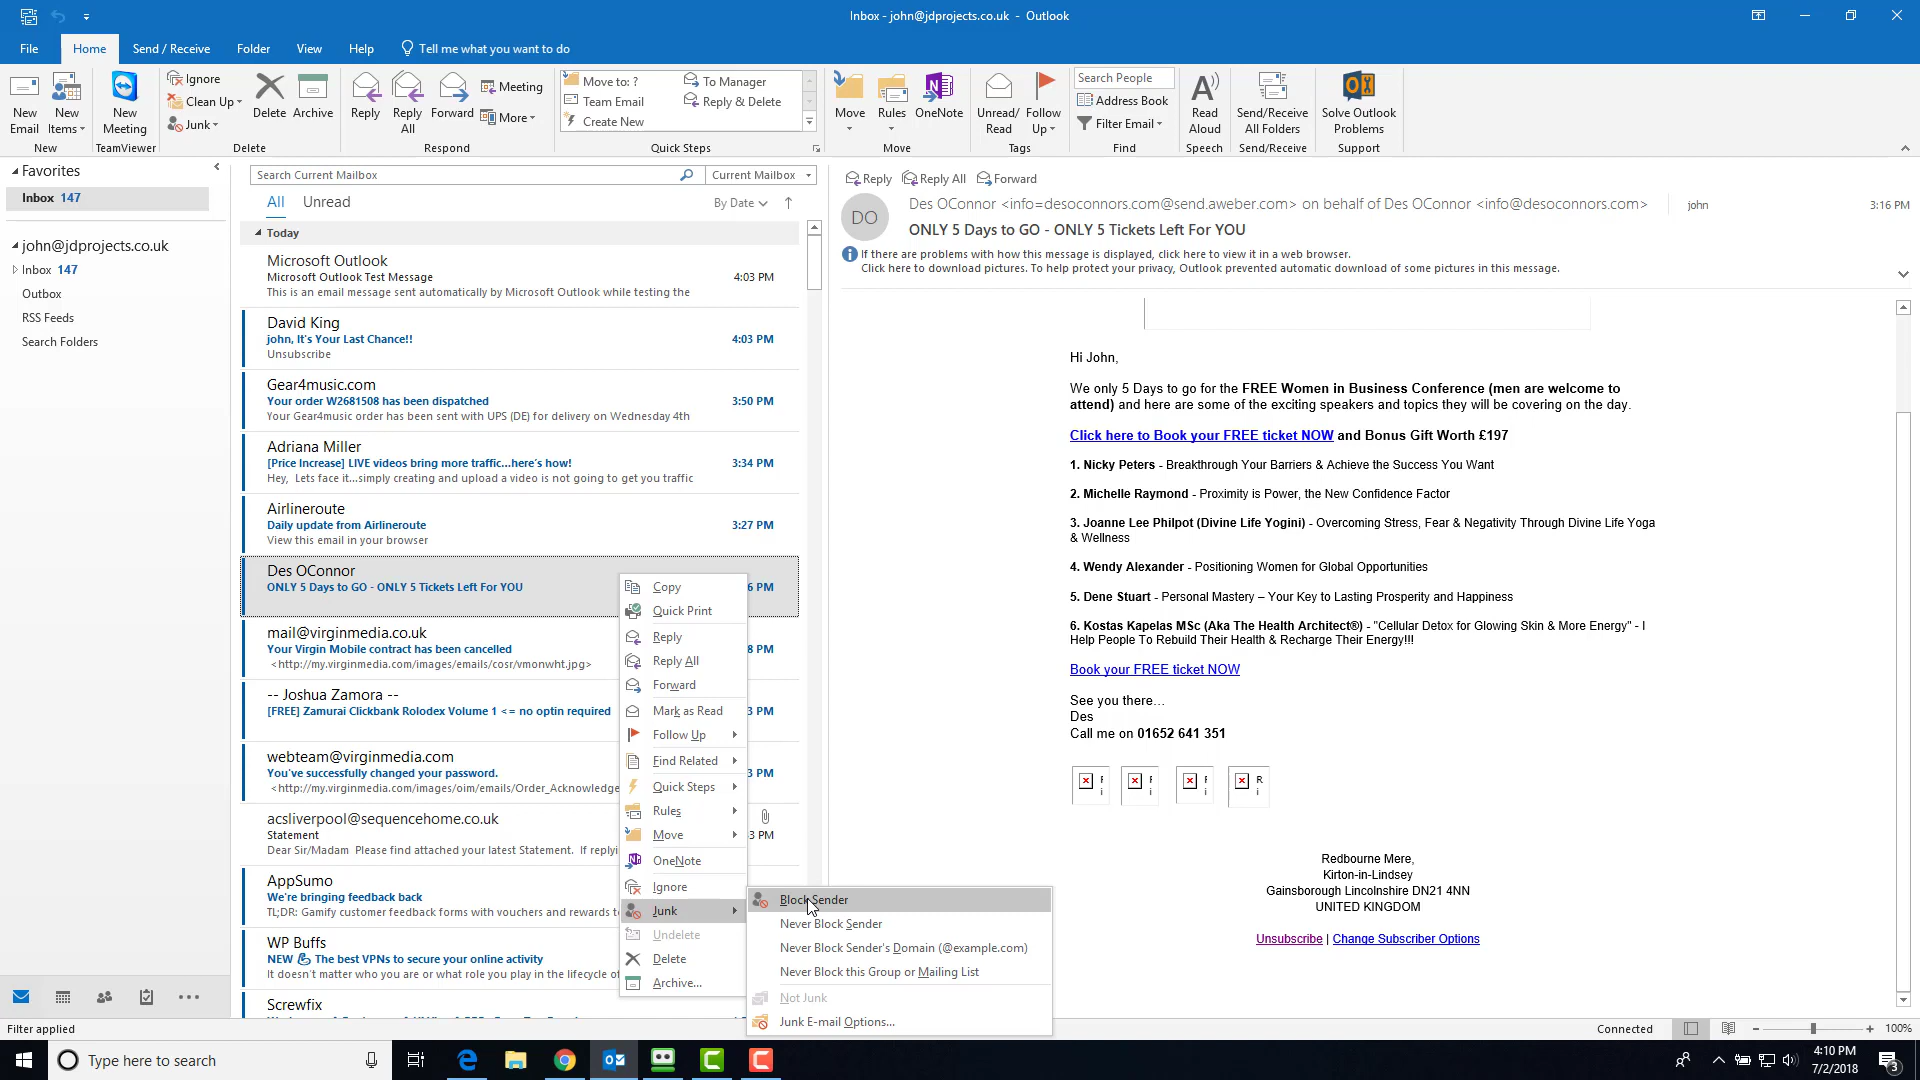 Inbox - john@jdprojects.co.uk - Outlook
File
Home
Send / Receive
Folder
View
Help
Tell me what you want to do
New Email
New Items
New
New Meeting
TeamViewer
Ignore
Clean Up
Junk
Delete
Archive
Delete
Reply
Reply All
Forward
Meeting
More
Respond
Move to: ?
Team Email
Create New
To Manager
Reply & Delete
Quick Steps
Move
Rules
OneNote
Move
Unread/ Read
Follow Up
Tags
Search People
Address Book
Filter Email
Find
Read Aloud
Speech
Send/Receive All Folders
Send/Receive
Solve Outlook Problems
Support
Favorites
Inbox 147
john@jdprojects.co.uk
Inbox 147
Outbox
RSS Feeds
Search Folders
Search Current Mailbox
Current Mailbox
All
Unread
By Date
Today
Microsoft Outlook
Microsoft Outlook Test Message
4:03 PM
This is an email message sent automatically by Microsoft Outlook while testing the
David King
john, It's Your Last Chance!!
4:03 PM
Unsubscribe
Gear4music.com
Your order W2681508 has been dispatched
3:50 PM
Your Gear4music order has been sent with UPS (DE) for delivery on Wednesday 4th
Adriana Miller
[Price Increase] LIVE videos bring more traffic...here's how!
3:34 PM
Hey, Lets face it...simply creating and upload a video is not going to get you traffic
Airlineroute
Daily update from Airlineroute
3:27 PM
View this email in your browser
Des OConnor
ONLY 5 Days to GO - ONLY 5 Tickets Left For YOU
6 PM
mail@virginmedia.co.uk
Your Virgin Mobile contract has been cancelled
8 PM
<http://my.virginmedia.com/images/emails/cosr/vmonwht.jpg>
-- Joshua Zamora --
[FREE] Zamurai Clickbank Rolodex Volume 1 <= no optin required
3 PM
webteam@virginmedia.com
You've successfully changed your password.
3 PM
<http://my.virginmedia.com/images/oim/emails/Order_Acknowledge
acsliverpool@sequencehome.co.uk
Statement
3 PM
Dear Sir/Madam Please find attached your latest Statement. If replyi
AppSumo
We're bringing feedback back
TL;DR: Gamify customer feedback forms with vouchers and rewards t
WP Buffs
NEW The best VPNs to secure your online activity
It doesn't matter who you are or what role you play in the lifecycle of
Screwfix
Copy
Quick Print
Reply
Reply All
Forward
Mark as Read
Follow Up
Find Related
Quick Steps
Rules
Move
OneNote
Ignore
Junk
Undelete
Delete
Archive...
Block Sender
Never Block Sender
Never Block Sender's Domain (@example.com)
Never Block this Group or Mailing List
Not Junk
Junk E-mail Options...
Reply
Reply All
Forward
DO
Des OConnor <info=desoconnors.com@send.aweber.com> on behalf of Des OConnor <info@desoconnors.com>
john
3:16 PM
ONLY 5 Days to GO - ONLY 5 Tickets Left For YOU
If there are problems with how this message is displayed, click here to view it in a web browser.
Click here to download pictures. To help protect your privacy, Outlook prevented automatic download of some pictures in this message.
Hi John,
We only 5 Days to go for the FREE Women in Business Conference (men are welcome to
attend) and here are some of the exciting speakers and topics they will be covering on the day.
Click here to Book your FREE ticket NOW and Bonus Gift Worth £197
1. Nicky Peters - Breakthrough Your Barriers & Achieve the Success You Want
2. Michelle Raymond - Proximity is Power, the New Confidence Factor
3. Joanne Lee Philpot (Divine Life Yogini) - Overcoming Stress, Fear & Negativity Through Divine Life Yoga
& Wellness
4. Wendy Alexander - Positioning Women for Global Opportunities
5. Dene Stuart - Personal Mastery – Your Key to Lasting Prosperity and Happiness
6. Kostas Kapelas MSc (Aka The Health Architect®) - "Cellular Detox for Glowing Skin & More Energy" - I
Help People To Rebuild Their Health & Recharge Their Energy!!!
Book your FREE ticket NOW
See you there...
Des
Call me on 01652 641 351
R
i
Redbourne Mere,
Kirton-in-Lindsey
Gainsborough Lincolnshire DN21 4NN
UNITED KINGDOM
Unsubscribe | Change Subscriber Options
Filter applied
Connected
100%
Type here to search
4:10 PM
7/2/2018
3